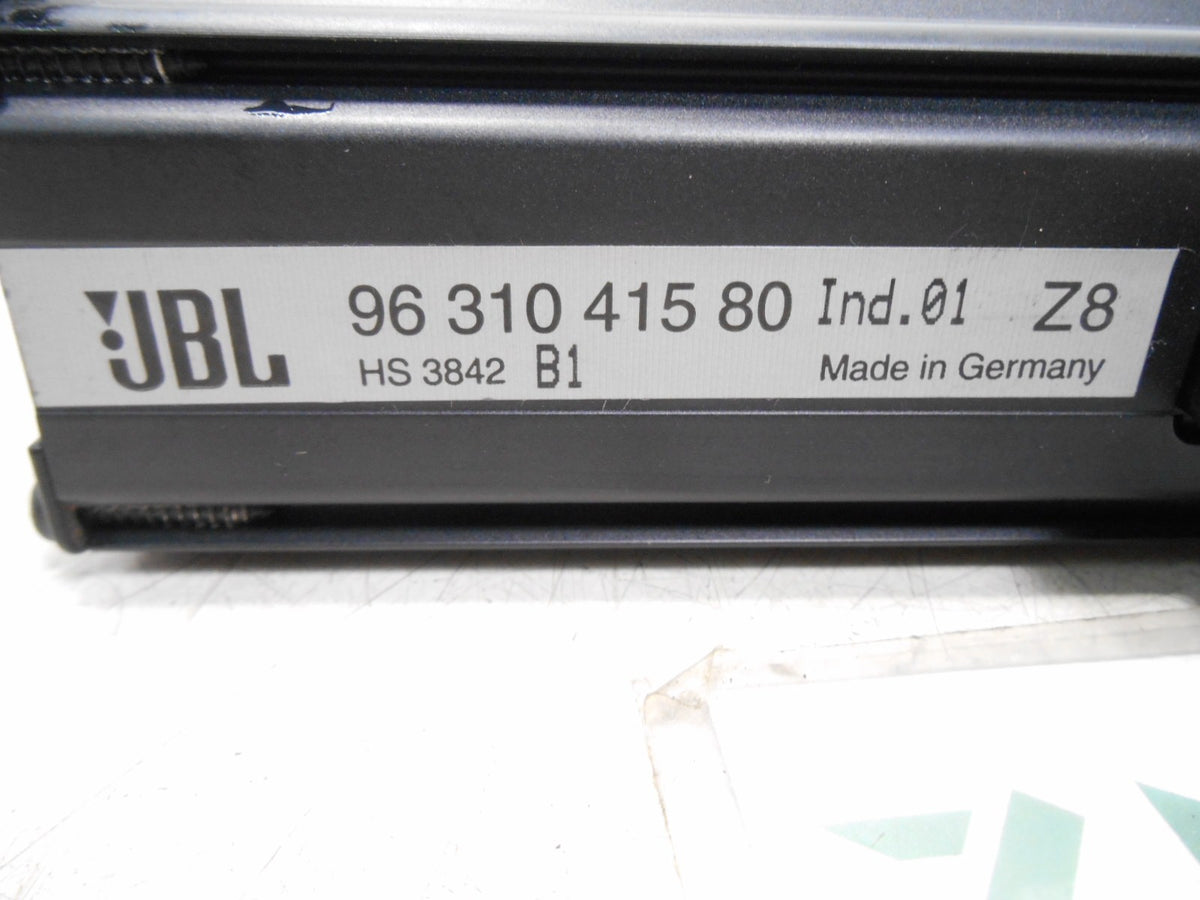 JBL 96 310 415 80 Ind.01 Z8
HS 3842 B1 Made in Germany